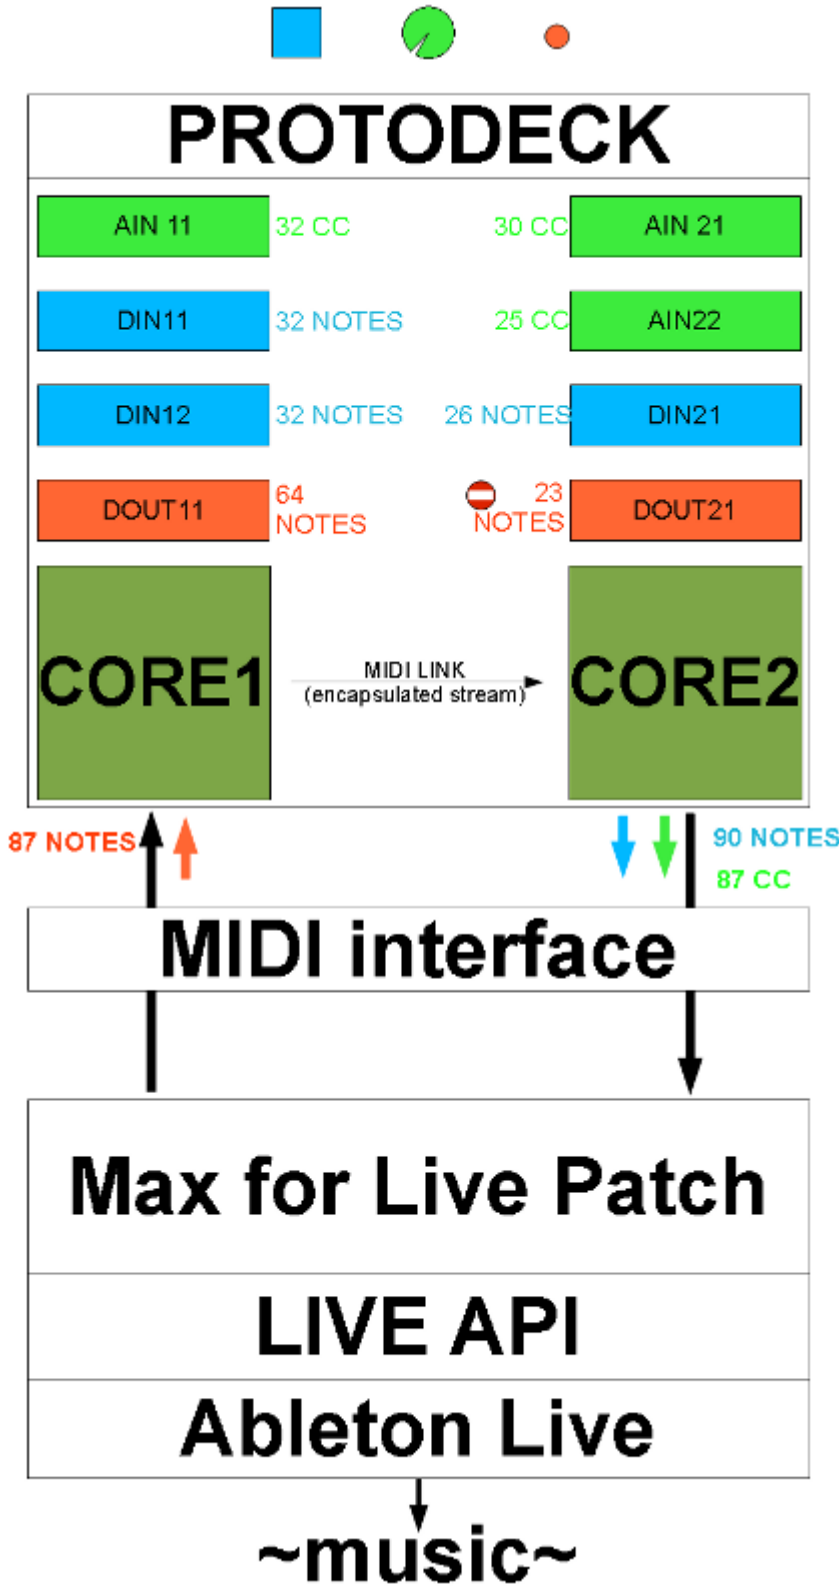 PROTODECK
AIN 11
32 CC
30 CC
AIN 21
DIN11
32 NOTES
25 CC
AIN22
DIN12
32 NOTES
26 NOTES
DIN21
DOUT11
64
NOTES
23
NOTES
DOUT21
CORE1
MIDI LINK
(encapsulated stream)
CORE2
87 NOTES
90 NOTES
87 CC
MIDI interface
Max for Live Patch
LIVE API
Ableton Live
~music~